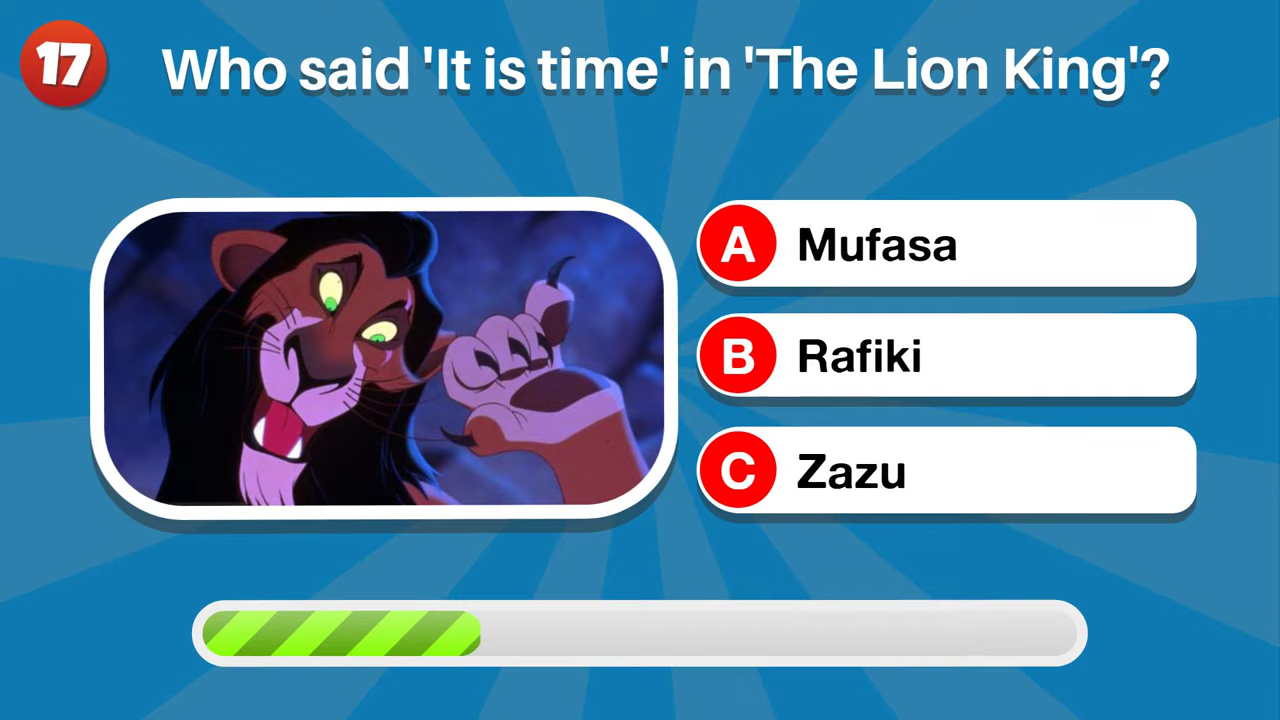 17
Who said 'It is time' in 'The Lion King'?
A Mufasa
B Rafiki
C Zazu